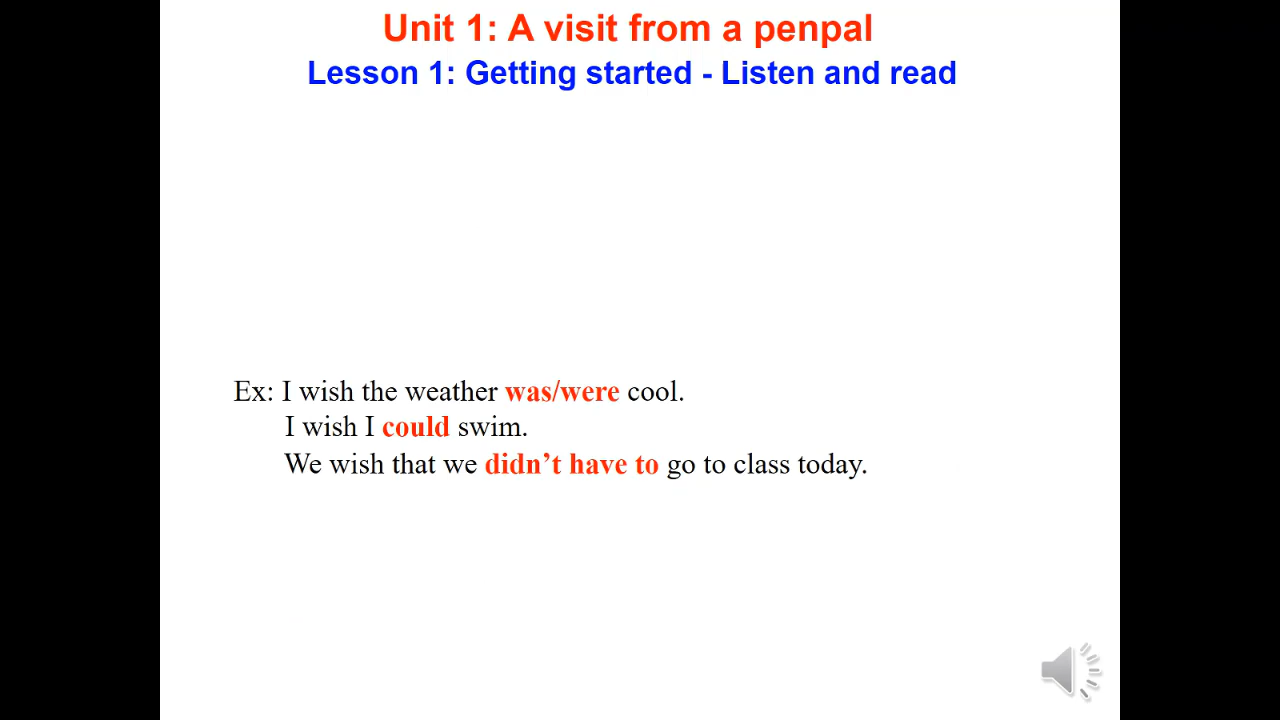 Unit 1: A visit from a penpal
Lesson 1: Getting started - Listen and read
Ex: I wish the weather was/were cool.
I wish I could swim.
We wish that we didn’t have to go to class today.